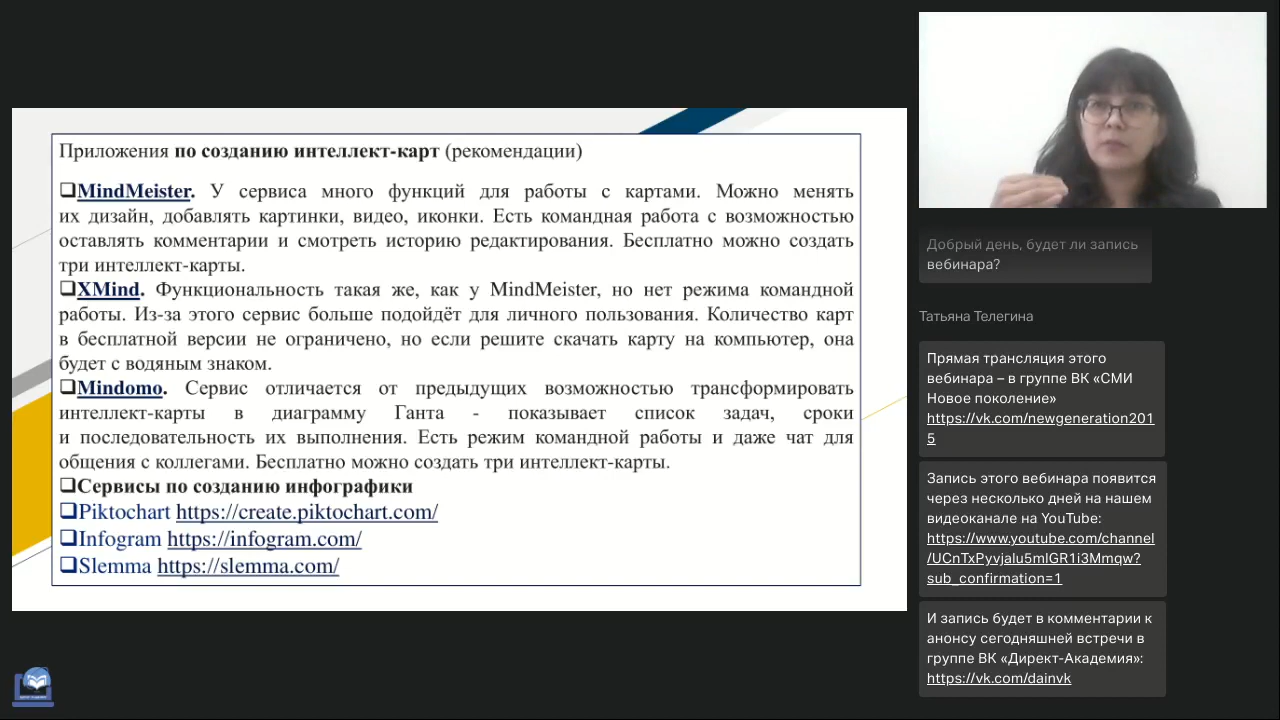 Приложения по созданию интеллект-карт (рекомендации)
❑MindMeister. У сервиса много функций для работы с картами. Можно менять
их дизайн, добавлять картинки, видео, иконки. Есть командная работа с возможностью
оставлять комментарии и смотреть историю редактирования. Бесплатно можно создать
три интеллект-карты.
❑XMind. Функциональность такая же, как у MindMeister, но нет режима командной
работы. Из-за этого сервис больше подойдёт для личного пользования. Количество карт
в бесплатной версии не ограничено, но если решите скачать карту на компьютер, она
будет с водяным знаком.
❑Mindomo. Сервис отличается от предыдущих возможностью трансформировать
интеллект-карты в диаграмму Ганта - показывает список задач, сроки
и последовательность их выполнения. Есть режим командной работы и даже чат для
общения с коллегами. Бесплатно можно создать три интеллект-карты.
❑Сервисы по созданию инфографики
❑Piktochart https://create.piktochart.com/
❑Infogram https://infogram.com/
❑Slemma https://slemma.com/
Добрый день, будет ли запись
вебинара?
Татьяна Телегина
Прямая трансляция этого
вебинара – в группе ВК «СМИ
Новое поколение»
https://vk.com/newgeneration201
5
Запись этого вебинара появится
через несколько дней на нашем
видеоканале на YouTube:
https://www.youtube.com/channel
/UCnTxPyvjalu5mlGR1i3Mmqw?
sub_confirmation=1
И запись будет в комментарии к
анонсу сегодняшней встречи в
группе ВК «Директ-Академия»:
https://vk.com/dainvk